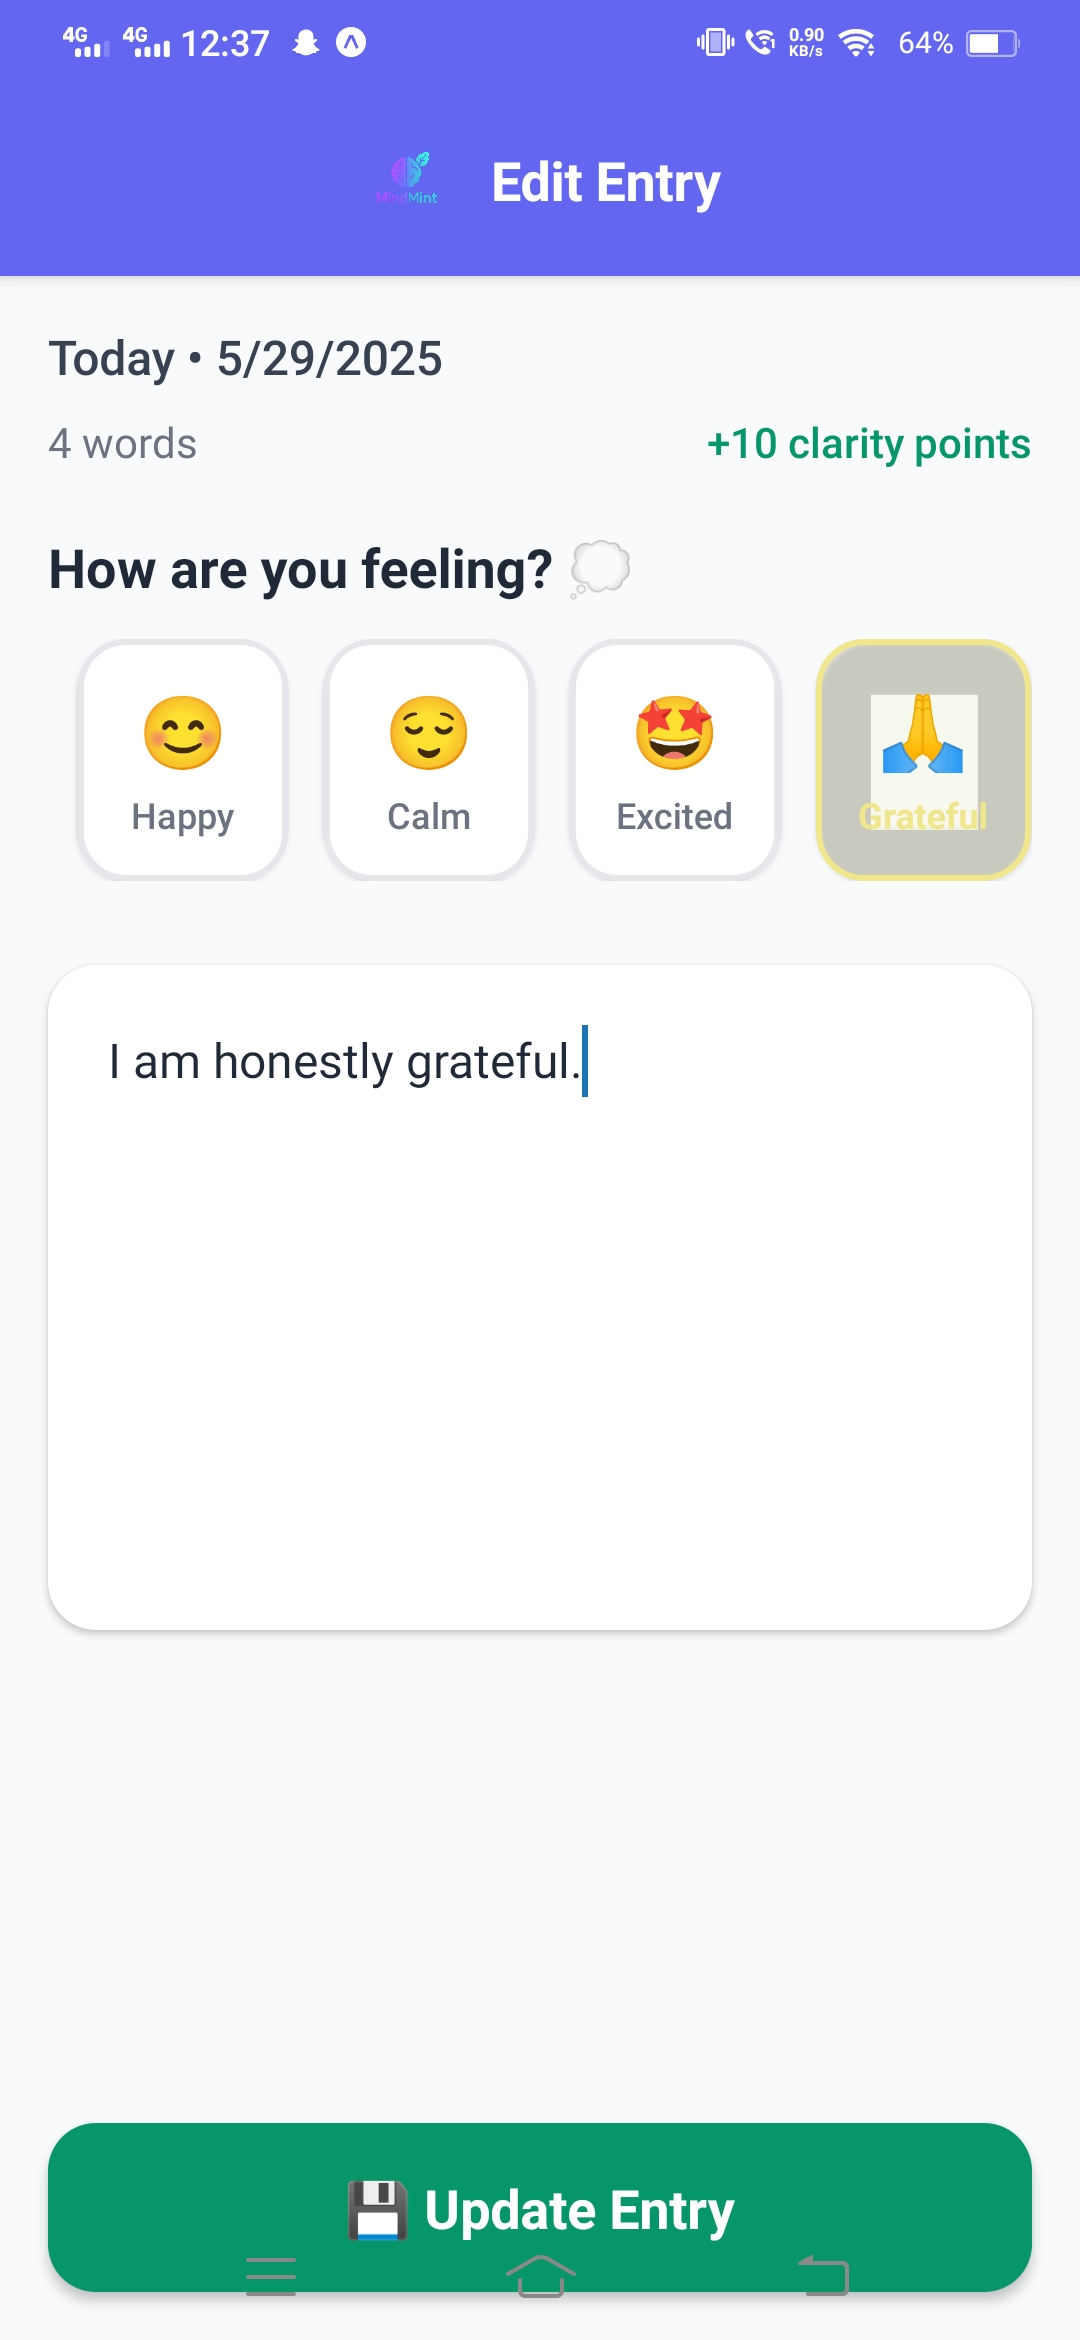 4G 4G 12:37 0.90 KB/s 64%
MindMint Edit Entry
Today • 5/29/2025
4 words +10 clarity points
How are you feeling? 💭
Happy Calm Excited Grateful
I am honestly grateful.
💾 Update Entry